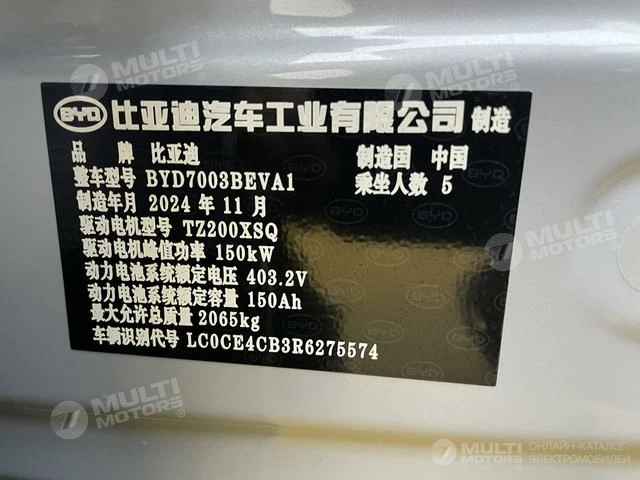 BYD 比亚迪汽车工业有限公司 制造
品 牌 比亚迪 制造国 中国
整车型号 BYD7003BEVA1 乘坐人数 5
制造年月 2024 年 11 月
驱动电机型号 TZ200XSQ
驱动电机峰值功率 150kW
动力电池系统额定电压 403.2V
动力电池系统额定容量 150Ah
最大允许总质量 2065kg
车辆识别代号 LC0CE4CB3R6275574
MULTI MOTORS®
MULTI MOTORS®
MULTI MOTORS®
MULTI MOTORS®
MULTI MOTORS
ОНЛАЙН-КАТАЛОГ
ЭЛЕКТРОМОБИЛЕЙ